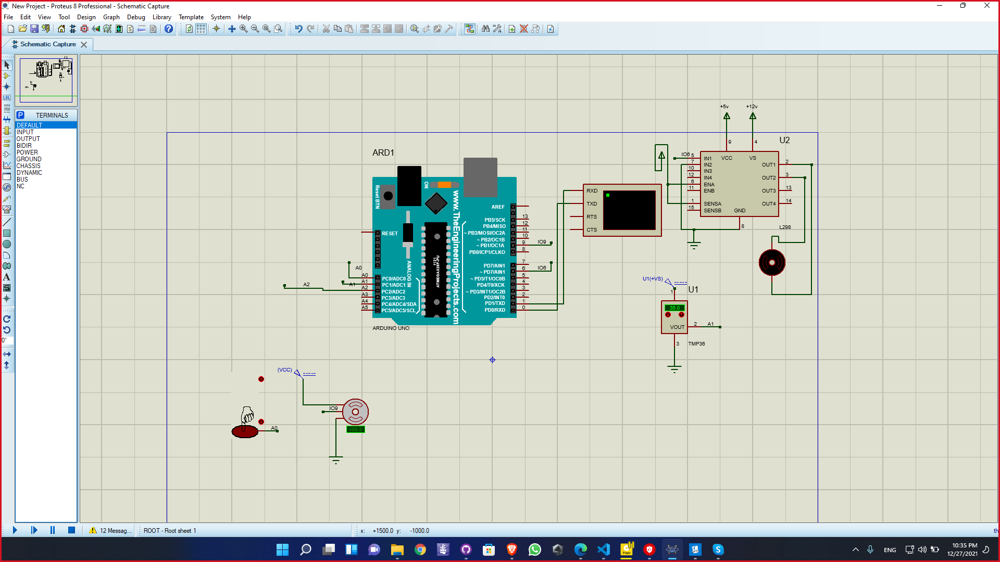 New Project - Proteus 8 Professional - Schematic Capture
File Edit View Tool Design Graph Debug Library Template System Help
Schematic Capture
P TERMINALS
DEFAULT
INPUT
OUTPUT
BIDIR
POWER
GROUND
CHASSIS
DYNAMIC
BUS
NC
LBL
A
S
0°
ARD1
ON
Reset BTN
www.TheEngineeringProjects.com
ANALOG IN
1121
ATMEGA328P-PU
RESET
AREF
PB5/SCK 13
PB4/MISO 12
~ PB3/MOSI/OC2A 11
~ PB2/OC1B 10
~ PB1/OC1A 9 IO9
PB0/ICP1/CLKO 8
PD7/AIN1 7
~ PD7/AIN1 6 IO6
~ PD5/T1/OC0B 5
PD4/T0/XCK 4
~ PD3/INT1/OC2B 3
PD2/INT0 2
PD1/TXD 1
PD0/RXD 0
A0
A0 PC0/ADC0
A1 A1 PC1/ADC1
A2 A2 PC2/ADC2
A3 PC3/ADC3
A4 PC4/ADC4/SDA
A5 PC5/ADC5/SCL
ARDUINO UNO
RXD
TXD
RTS
CTS
+5v +12v
9 4
U2
VCC VS
IO6 5 IN1
7 IN2
10 IN3
12 IN4
6 ENA
11 ENB
1 SENSA
15 SENSB
GND
8
OUT1 2
OUT2 3
OUT3 13
OUT4 14
L298
U1(+VS)
1
U1
35.0
VOUT 2 A1
3
TMP36
(VCC)
IO9
A0
12 Messag...
ROOT - Root sheet 1
x: +1500.0 y: -1000.0
th
ENG
10:35 PM
12/27/2021